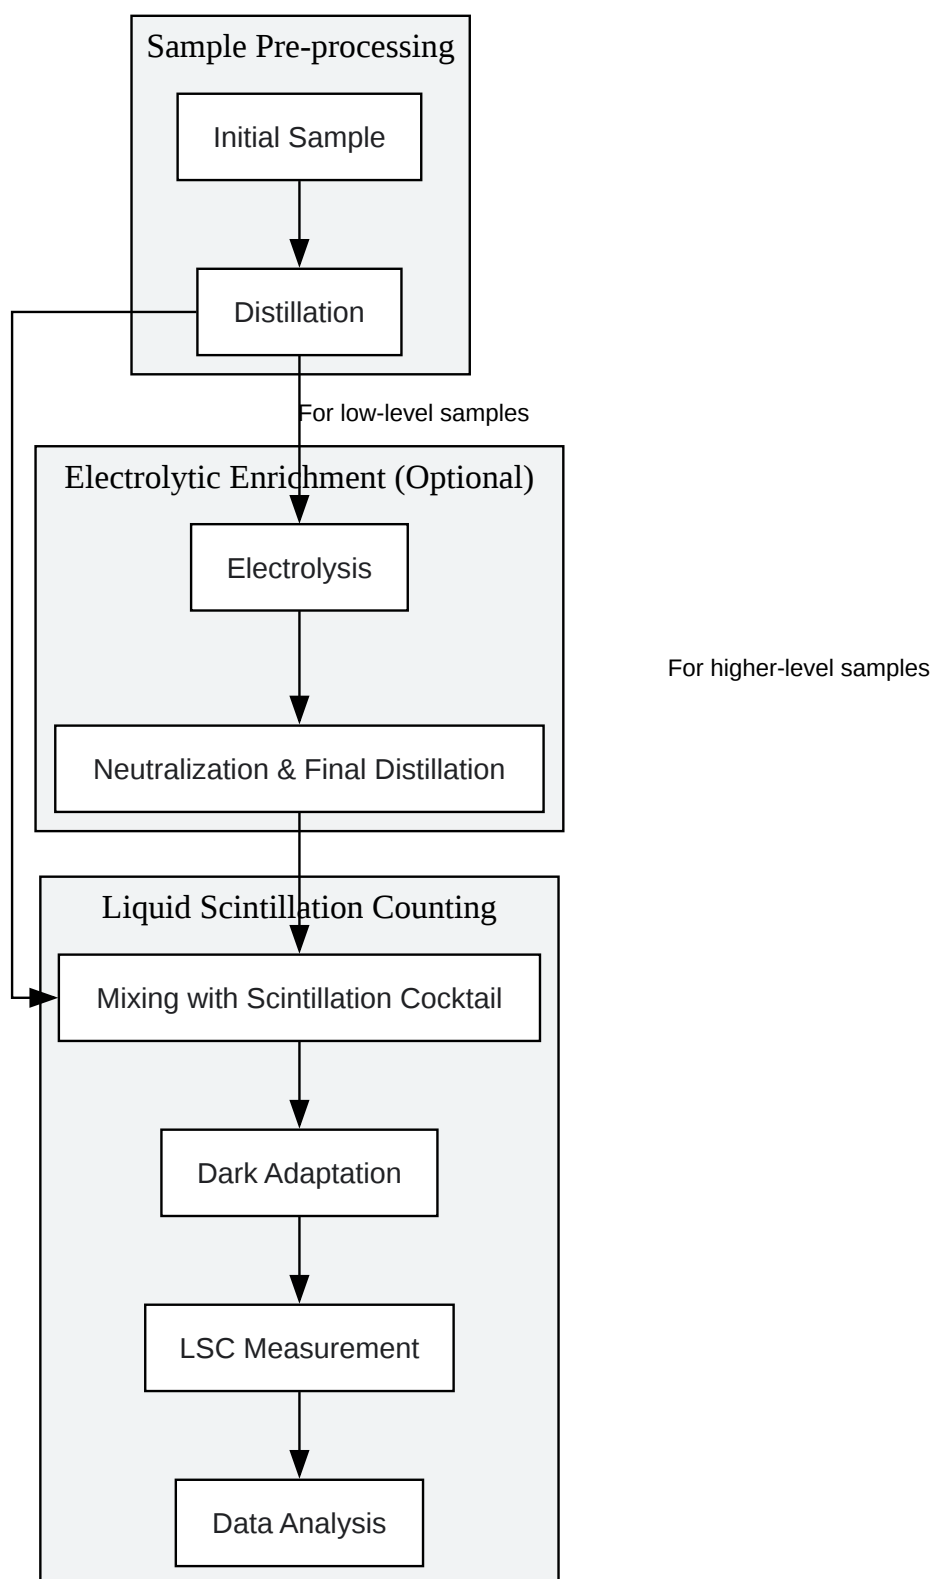 Sample Pre-processing
Initial Sample
Distillation
For low-level samples
Electrolytic Enrichment (Optional)
Electrolysis
For higher-level samples
Neutralization & Final Distillation
Liquid Scintillation Counting
Mixing with Scintillation Cocktail
Dark Adaptation
LSC Measurement
Data Analysis